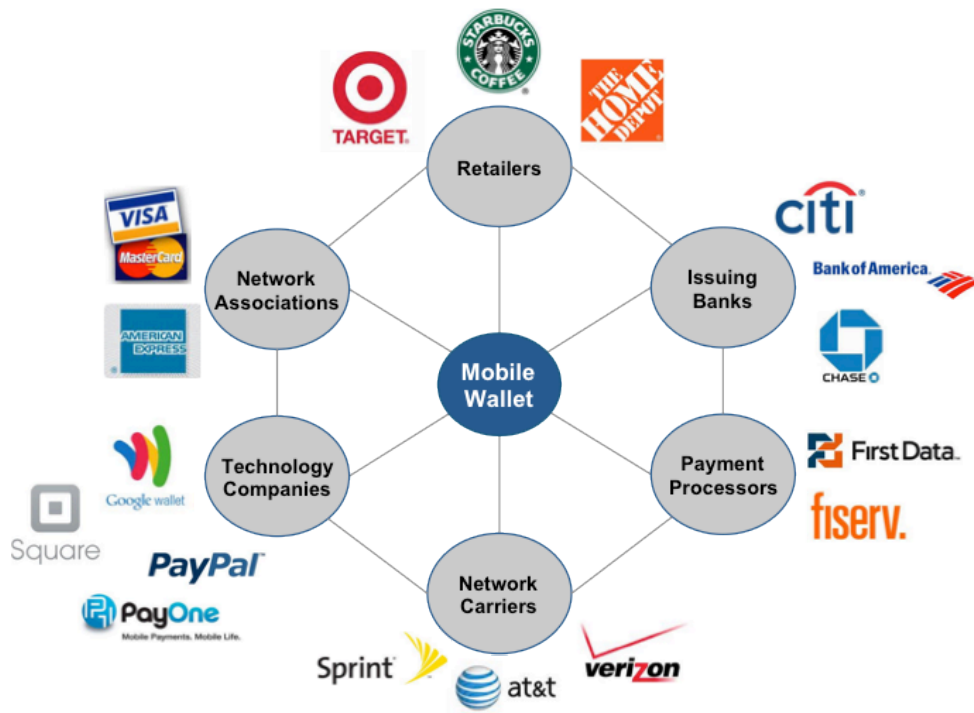 STARBUCKS
COFFEE
®
TARGET®
THE
HOME
DEPOT
Retailers
VISA
MasterCard
AMERICAN
EXPRESS
®
Network
Associations
citi®
Bank of America
Issuing
Banks
CHASE
Mobile
Wallet
Google wallet
Square
PayPal™
PayOne
Mobile Payments. Mobile Life.
Technology
Companies
Payment
Processors
First Data™
fiserv.
Network
Carriers
Sprint
at&t
verizon